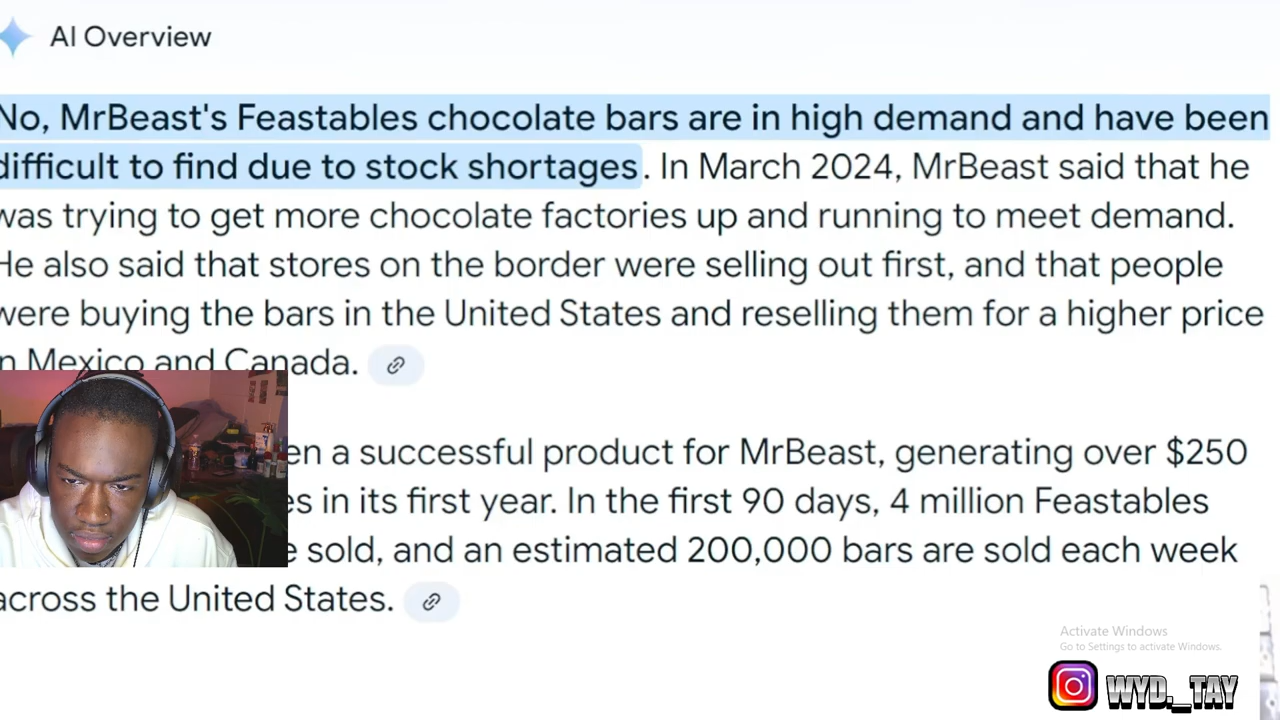 AI Overview
No, MrBeast's Feastables chocolate bars are in high demand and have been
difficult to find due to stock shortages. In March 2024, MrBeast said that he
was trying to get more chocolate factories up and running to meet demand.
He also said that stores on the border were selling out first, and that people
were buying the bars in the United States and reselling them for a higher price
in Mexico and Canada.
a successful product for MrBeast, generating over $250
in its first year. In the first 90 days, 4 million Feastables
sold, and an estimated 200,000 bars are sold each week
across the United States.
Activate Windows
Go to Settings to activate Windows.
WYD._TAY